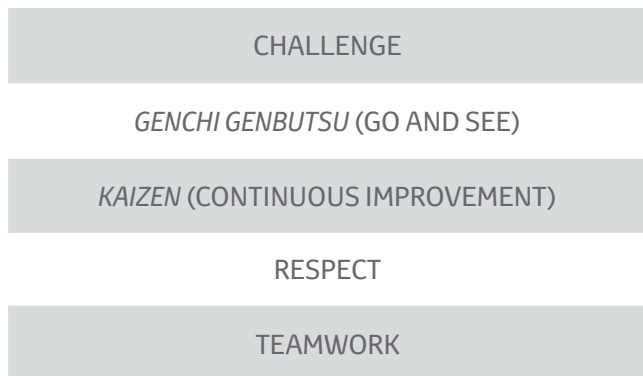 CHALLENGE
GENCHI GENBUTSU (GO AND SEE)
KAIZEN (CONTINUOUS IMPROVEMENT)
RESPECT
TEAMWORK